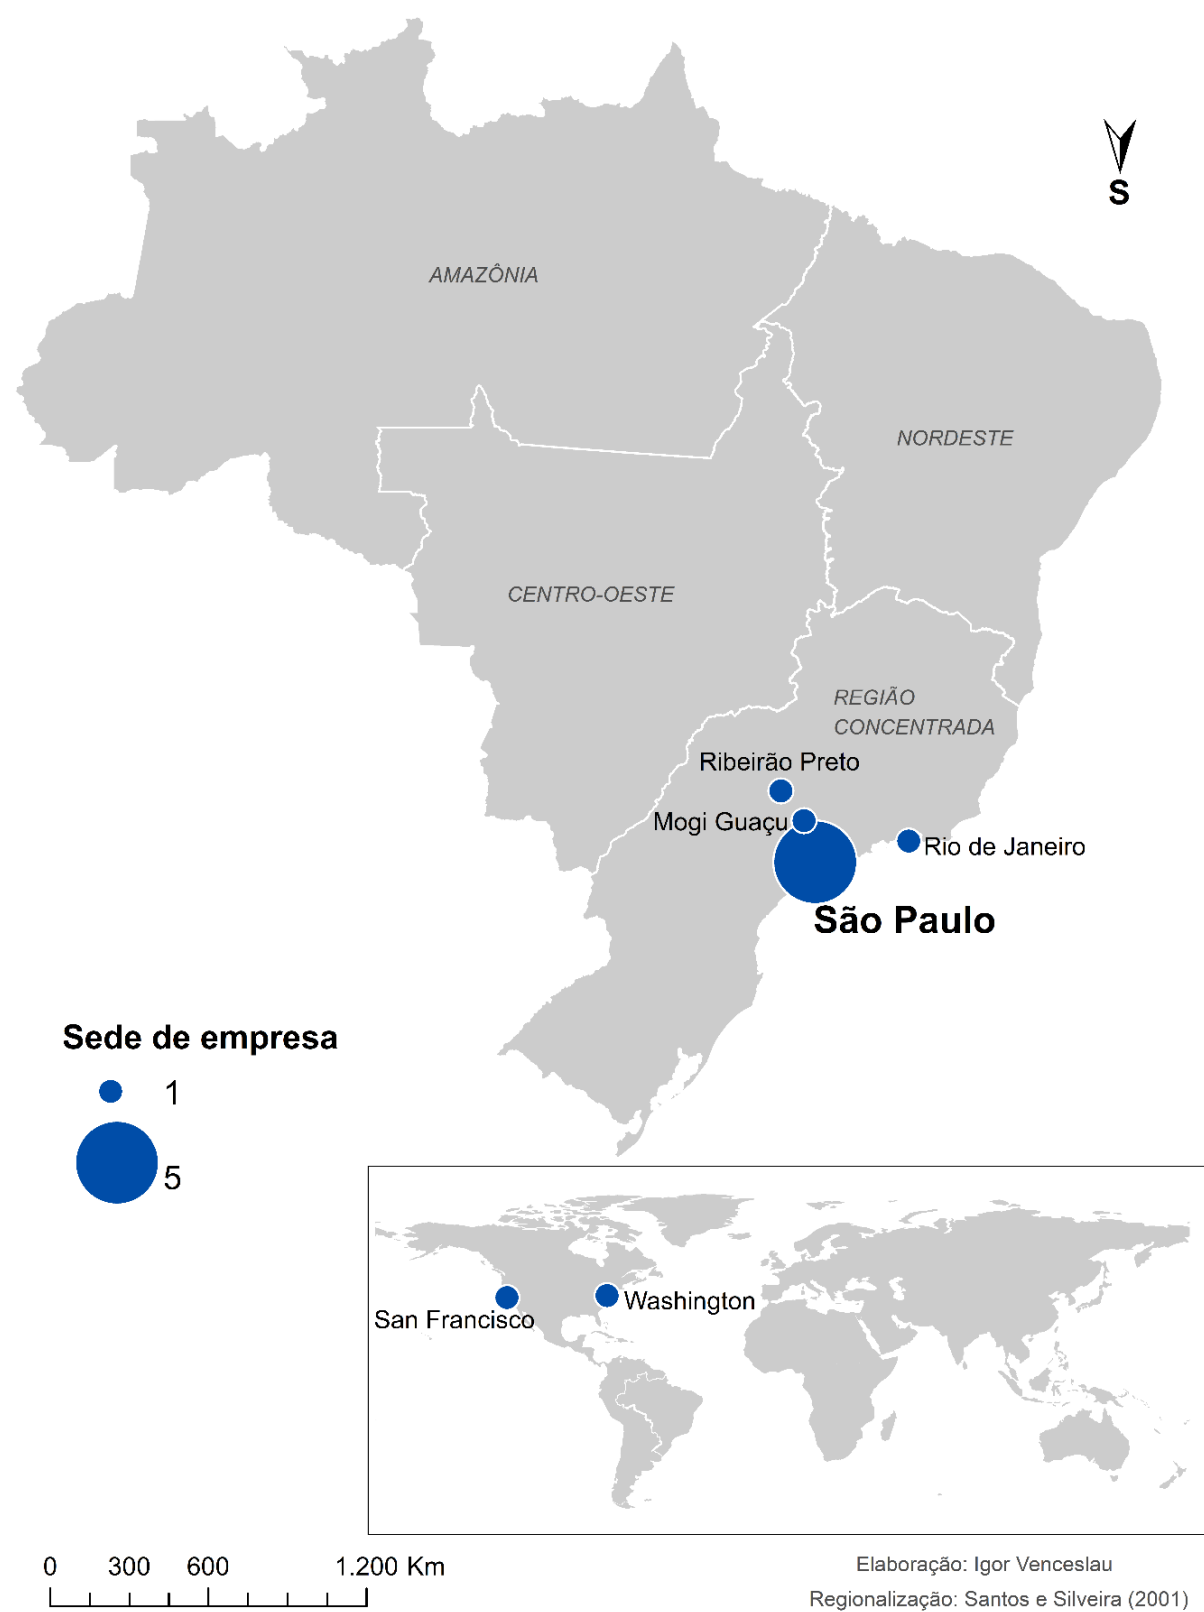 S
AMAZÔNIA
NORDESTE
CENTRO-OESTE
REGIÃO
CONCENTRADA
Ribeirão Preto
Mogi Guaçu
Rio de Janeiro
São Paulo
Sede de empresa
1
5
Washington
San Francisco
0 300 600 1.200 Km
Elaboração: Igor Venceslau
Regionalização: Santos e Silveira (2001)